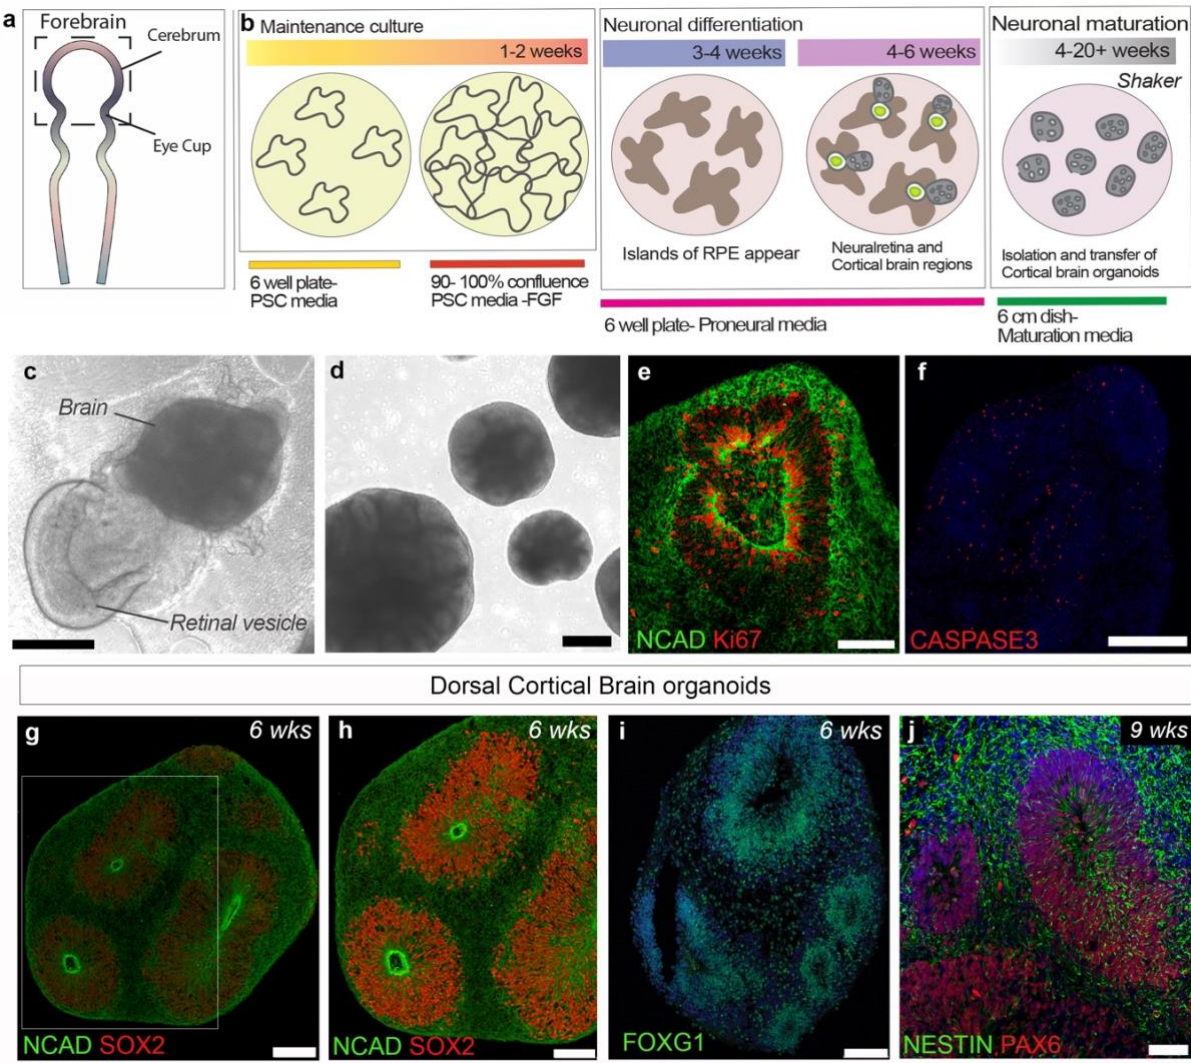 a
Forebrain
Cerebrum
Eye Cup
b
Maintenance culture
1-2 weeks
6 well plate-
PSC media
90- 100% confluence
PSC media -FGF
Neuronal differentiation
3-4 weeks
4-6 weeks
Islands of RPE appear
Neuralretina and
Cortical brain regions
6 well plate- Proneural media
Neuronal maturation
4-20+ weeks
Shaker
Isolation and transfer of
Cortical brain organoids
6 cm dish-
Maturation media
c
Brain
Retinal vesicle
d
e
NCAD Ki67
f
CASPASE3
Dorsal Cortical Brain organoids
g
6 wks
NCAD SOX2
h
6 wks
NCAD SOX2
i
6 wks
FOXG1
j
9 wks
NESTIN PAX6